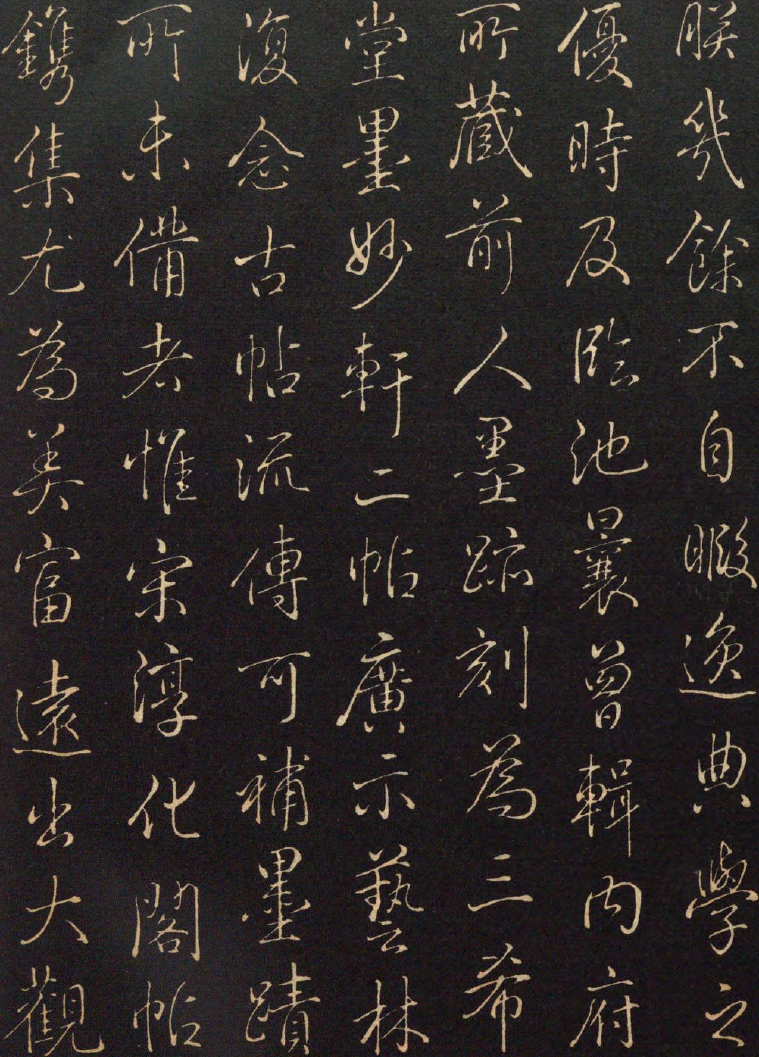 朕幾餘不自暇逸典學之
優時及臨池曩曾輯內府
所蔵前人墨跡刻為三希
堂墨妙軒二帖廣示藝林
復念古帖流傳可補墨蹟
所未備者惟宋淳化閣帖
鐫集尤為美富遠出大觀